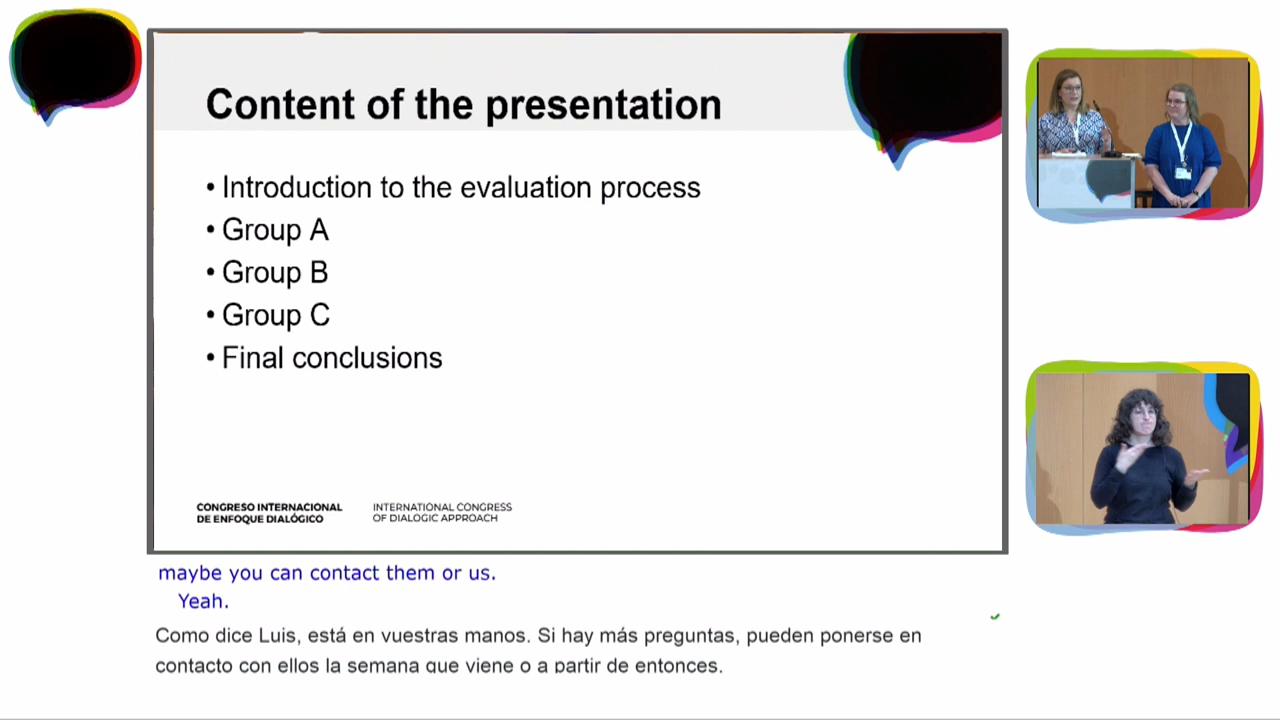 Content of the presentation
• Introduction to the evaluation process
• Group A
• Group B
• Group C
• Final conclusions
CONGRESO INTERNACIONAL
DE ENFOQUE DIALÓGICO
INTERNATIONAL CONGRESS
OF DIALOGIC APPROACH
maybe you can contact them or us.
Yeah.
Como dice Luis, está en vuestras manos. Si hay más preguntas, pueden ponerse en
contacto con ellos la semana que viene o a partir de entonces.